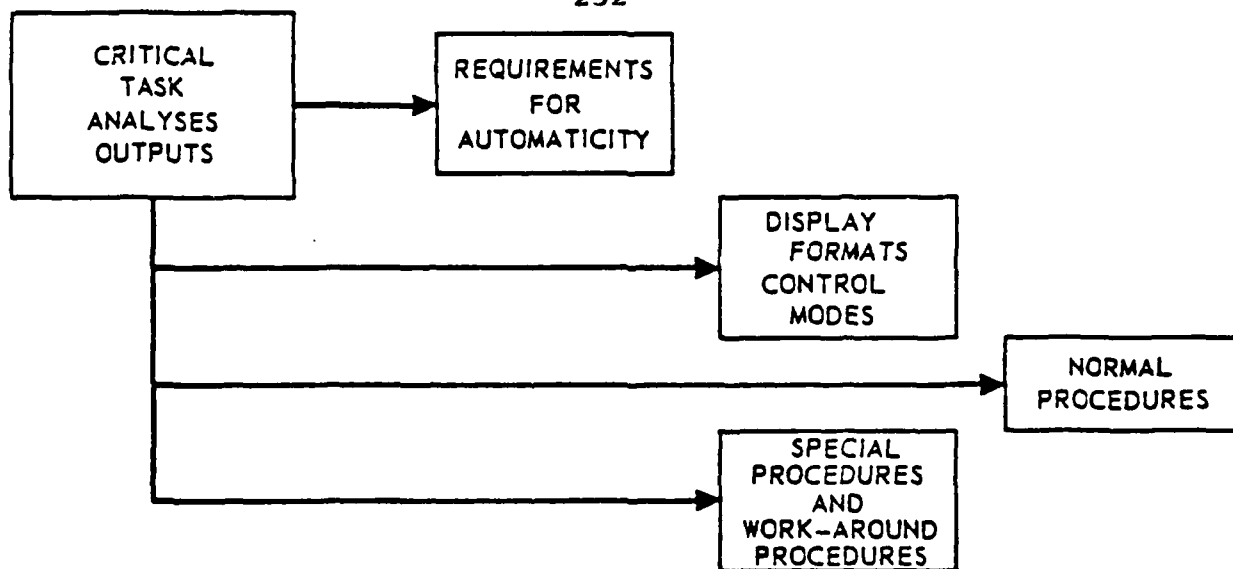 CRITICAL
TASK
ANALYSES
OUTPUTS
REQUIREMENTS
FOR
AUTOMATICITY
DISPLAY
FORMATS
CONTROL
MODES
NORMAL
PROCEDURES
SPECIAL
PROCEDURES
AND
WORK-AROUND
PROCEDURES